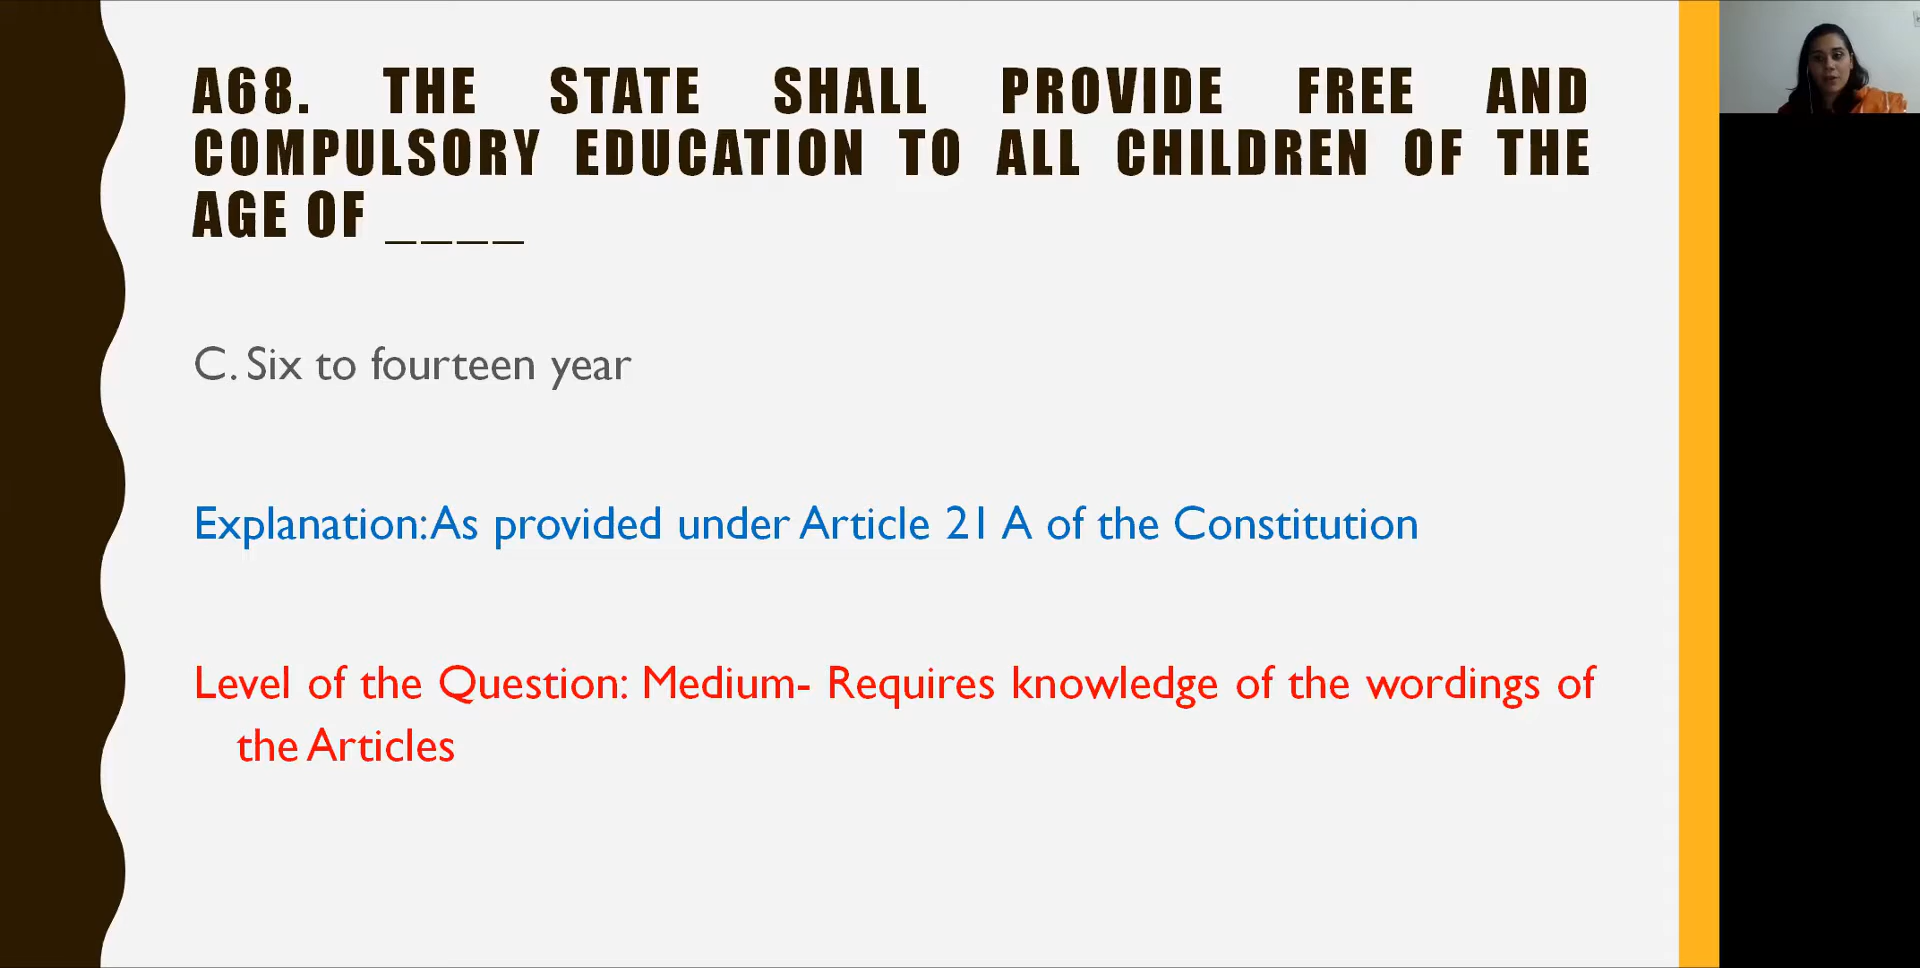 A68. THE STATE SHALL PROVIDE FREE AND
COMPULSORY EDUCATION TO ALL CHILDREN OF THE
AGE OF ____
C. Six to fourteen year
Explanation: As provided under Article 21 A of the Constitution
Level of the Question: Medium- Requires knowledge of the wordings of
the Articles